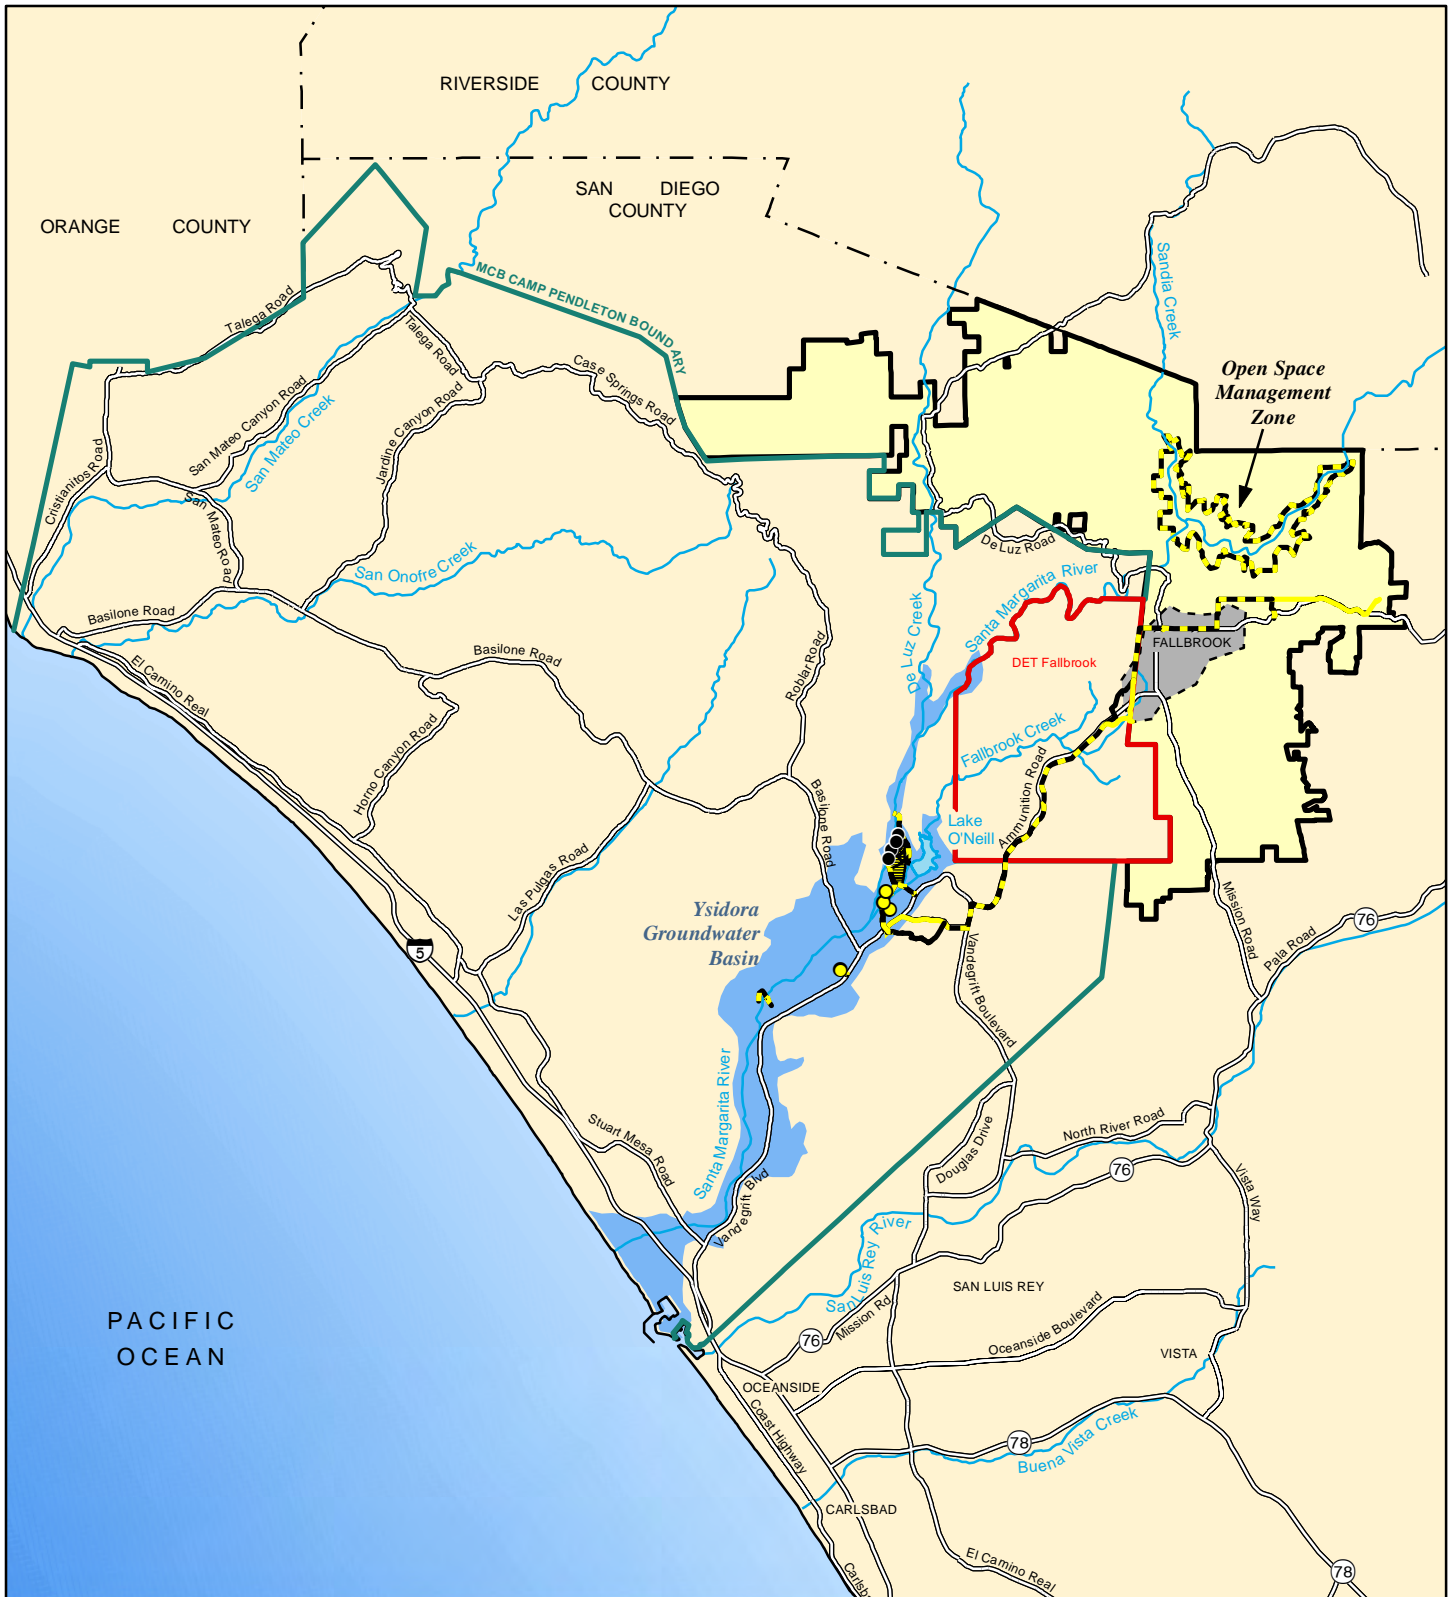 RIVERSIDE COUNTY
SAN DIEGO
COUNTY
ORANGE COUNTY
MCB CAMP PENDLETON BOUNDARY
Talega Road
Talega Road
Case Springs Road
San Mateo Canyon Road
San Mateo Creek
Jardine Canyon Road
Cristianitos Road
San Mateo Road
San Onofre Creek
Basilone Road
El Camino Real
Basilone Road
Horno Canyon Road
Roblar Road
Basilone Road
Las Pulgas Road
5
Sandia Creek
Open Space
Management
Zone
De Luz Road
Santa Margarita River
De Luz Creek
DET Fallbrook
FALLBROOK
Fallbrook Creek
Ammunition Road
Lake
O'Neill
Ysidora
Groundwater
Basin
Vandegrift Boulevard
Mission Road
Pala Road
76
Santa Margarita River
Stuart Mesa Road
Vandegrift Blvd
Douglas Drive
North River Road
76
Vista Way
San Luis Rey River
SAN LUIS REY
Mission Rd
76
Oceanside Boulevard
VISTA
PACIFIC
OCEAN
OCEANSIDE
Coast Highway
78
Buena Vista Creek
CARLSBAD
El Camino Real
78
Carlsb